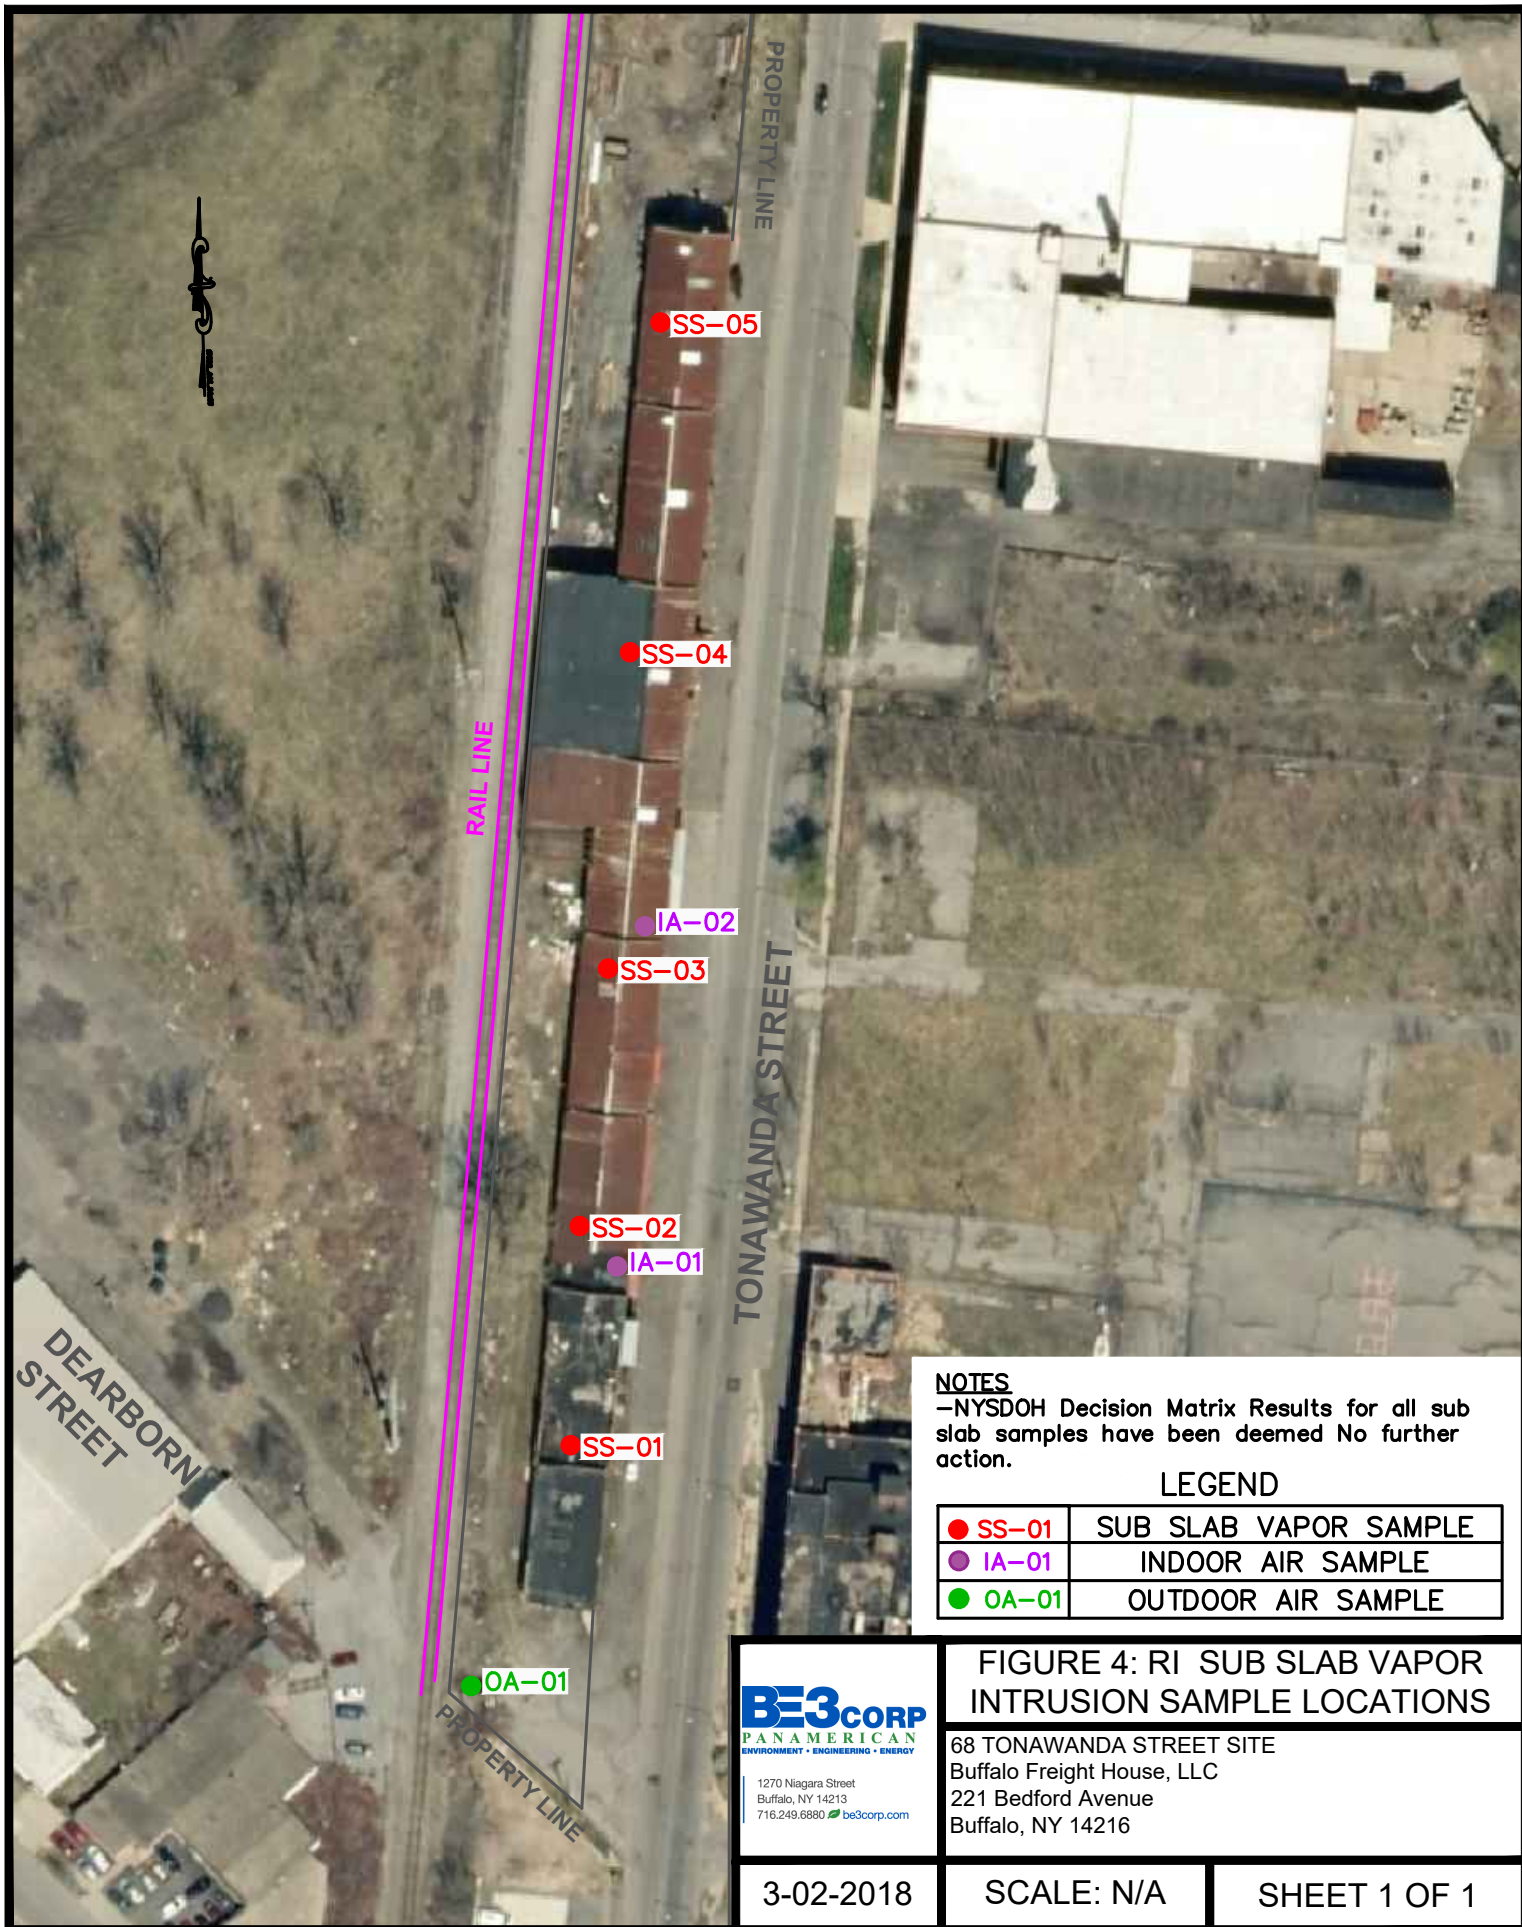 PROPERTY LINE
SS-05
SS-04
RAIL LINE
IA-02
SS-03
TONAWANDA STREET
SS-02
IA-01
DEARBORN
STREET
SS-01
OA-01
PROPERTY LINE
NOTES
-NYSDOH Decision Matrix Results for all sub
slab samples have been deemed No further
action.
LEGEND
SS-01 SUB SLAB VAPOR SAMPLE
IA-01 INDOOR AIR SAMPLE
OA-01 OUTDOOR AIR SAMPLE
BE3CORP
PANAMERICAN
ENVIRONMENT • ENGINEERING • ENERGY
1270 Niagara Street
Buffalo, NY 14213
716.249.6880 be3corp.com
FIGURE 4: RI SUB SLAB VAPOR
INTRUSION SAMPLE LOCATIONS
68 TONAWANDA STREET SITE
Buffalo Freight House, LLC
221 Bedford Avenue
Buffalo, NY 14216
3-02-2018
SCALE: N/A
SHEET 1 OF 1